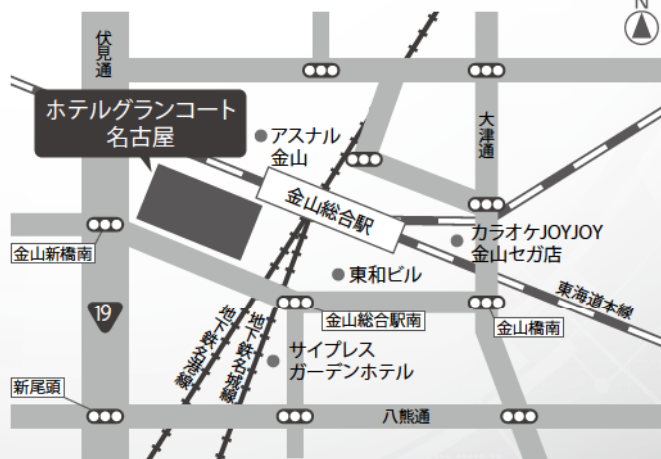 N
伏見通
ホテルグランコート
名古屋
アスナル
金山
大津通
金山総合駅
カラオケJOYJOY
金山セガ店
金山新橋南
東和ビル
東海道本線
19
地下鉄名港線
地下鉄名城線
金山総合駅南
金山橋南
サイプレス
ガーデンホテル
新尾頭
八熊通